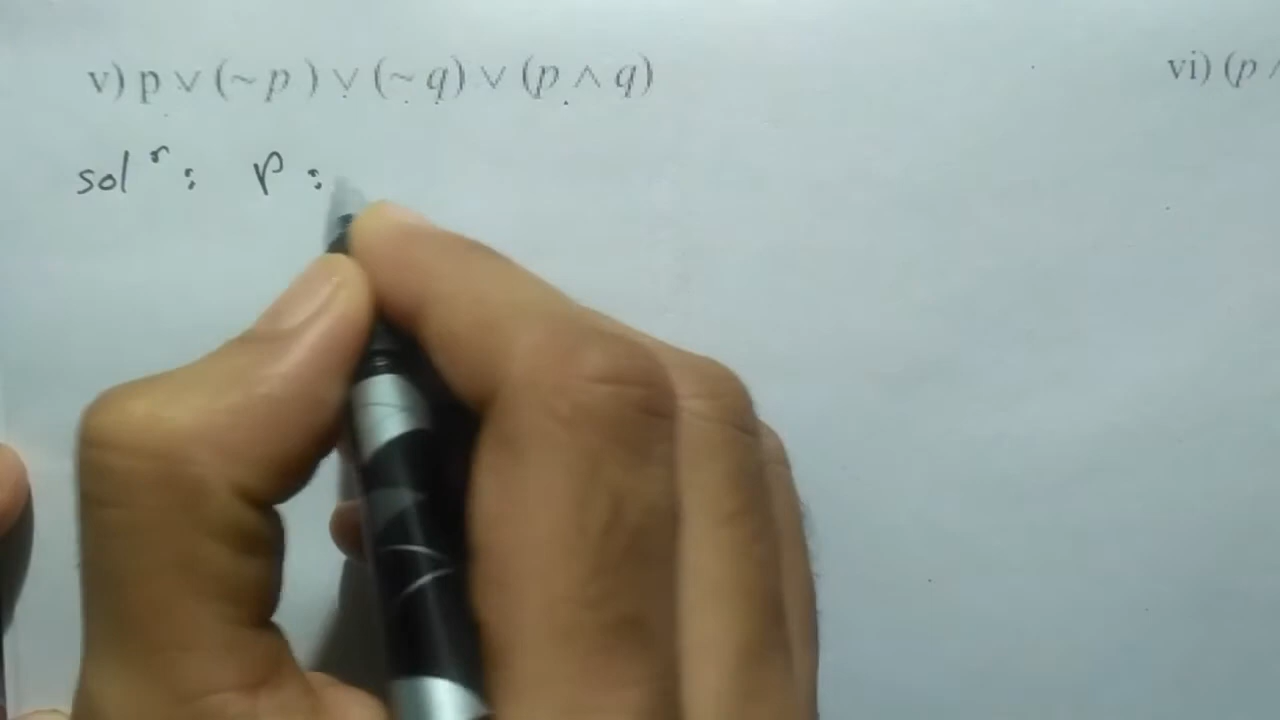 v) p ∨ (~ p ) ∨ (~ q) ∨ (p ∧ q)
vi) (p ∧
solⁿ : p :